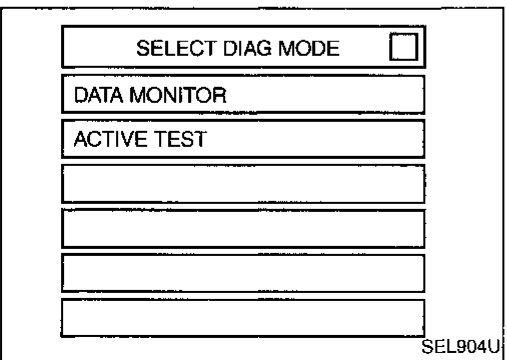 SELECT DIAG MODE
DATA MONITOR
ACTIVE TEST
SEL904U